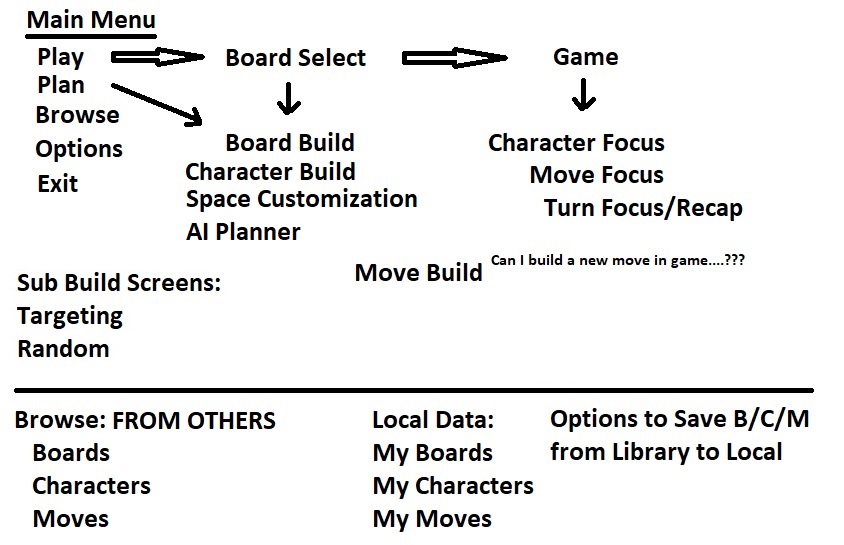 Main Menu
Play
Board Select
Game
Plan
Browse
Options
Exit
Board Build
Character Build
Space Customization
AI Planner
Character Focus
Move Focus
Turn Focus/Recap
Move Build
Can I build a new move in game....???
Sub Build Screens:
Targeting
Random
Browse: FROM OTHERS
Boards
Characters
Moves
Local Data:
My Boards
My Characters
My Moves
Options to Save B/C/M
from Library to Local